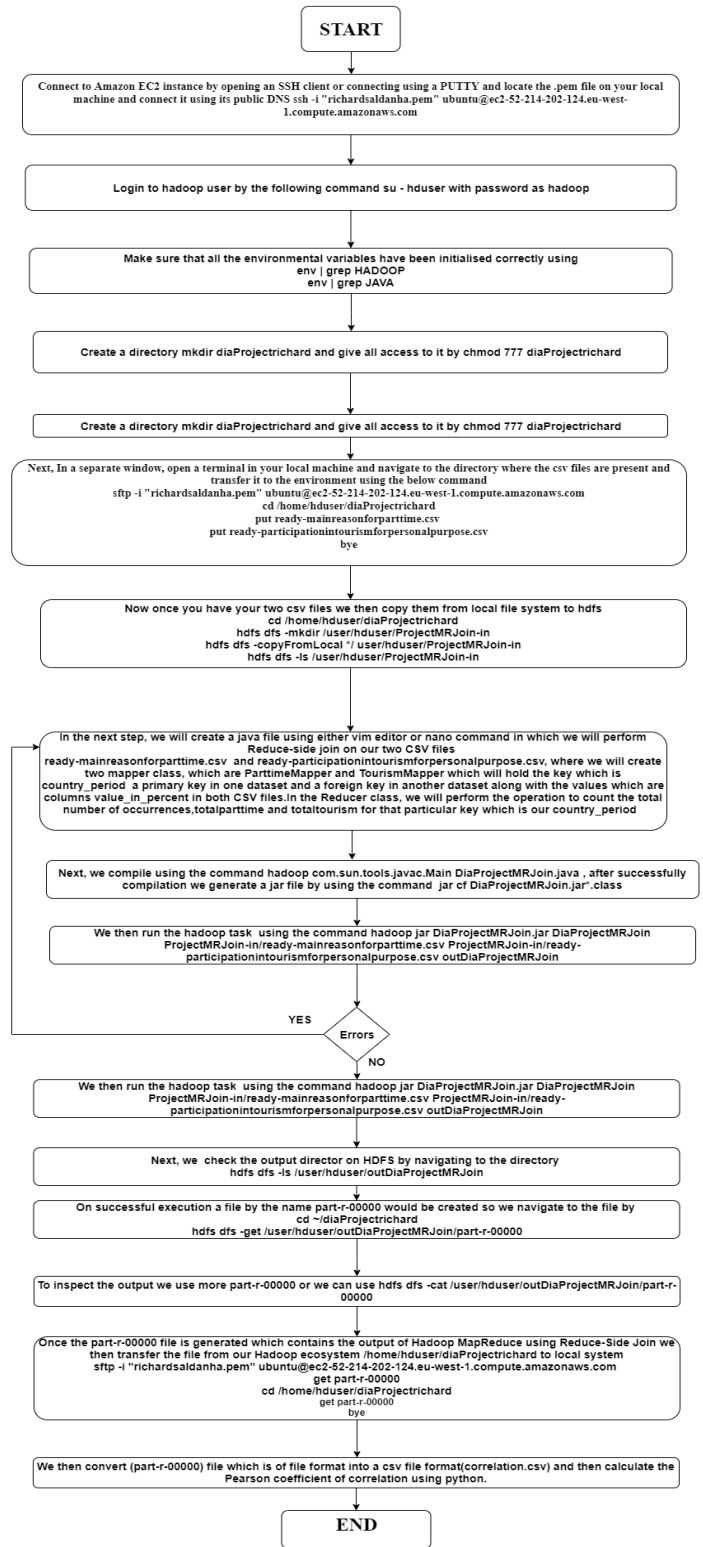 START
Connect to Amazon EC2 instance by opening an SSH client or connecting using a PUTTY and locate the .pem file on your local
machine and connect it using its public DNS ssh -i "richardsaldanha.pem" ubuntu@ec2-52-214-202-124.eu-west-
1.compute.amazonaws.com
Login to hadoop user by the following command su - hduser with password as hadoop
Make sure that all the environmental variables have been initialised correctly using
env | grep HADOOP
env | grep JAVA
Create a directory mkdir diaProjectrichard and give all access to it by chmod 777 diaProjectrichard
Create a directory mkdir diaProjectrichard and give all access to it by chmod 777 diaProjectrichard
Next, In a separate window, open a terminal in your local machine and navigate to the directory where the csv files are present and
transfer it to the environment using the below command
sftp -i "richardsaldanha.pem" ubuntu@ec2-52-214-202-124.eu-west-1.compute.amazonaws.com
cd /home/hduser/diaProjectrichard
put ready-mainreasonforparttime.csv
put ready-participationintourismforpersonalpurpose.csv
bye
Now once you have your two csv files we then copy them from local file system to hdfs
cd /home/hduser/diaProjectrichard
hdfs dfs -mkdir /user/hduser/ProjectMRJoin-in
hdfs dfs -copyFromLocal */ user/hduser/ProjectMRJoin-in
hdfs dfs -ls /user/hduser/ProjectMRJoin-in
In the next step, we will create a java file using either vim editor or nano command in which we will perform
Reduce-side join on our two CSV files
ready-mainreasonforparttime.csv and ready-participationintourismforpersonalpurpose.csv, where we will create
two mapper class, which are ParttimeMapper and TourismMapper which will hold the key which is
country_period a primary key in one dataset and a foreign key in another dataset along with the values which are
columns value_in_percent in both CSV files.In the Reducer class, we will perform the operation to count the total
number of occurrences,totalparttime and totaltourism for that particular key which is our country_period
Next, we compile using the command hadoop com.sun.tools.javac.Main DiaProjectMRJoin.java , after successfully
compilation we generate a jar file by using the command jar cf DiaProjectMRJoin.jar*.class
We then run the hadoop task using the command hadoop jar DiaProjectMRJoin.jar DiaProjectMRJoin
ProjectMRJoin-in/ready-mainreasonforparttime.csv ProjectMRJoin-in/ready-
participationintourismforpersonalpurpose.csv outDiaProjectMRJoin
YES
Errors
NO
We then run the hadoop task using the command hadoop jar DiaProjectMRJoin.jar DiaProjectMRJoin
ProjectMRJoin-in/ready-mainreasonforparttime.csv ProjectMRJoin-in/ready-
participationintourismforpersonalpurpose.csv outDiaProjectMRJoin
Next, we check the output director on HDFS by navigating to the directory
hdfs dfs -ls /user/hduser/outDiaProjectMRJoin
On successful execution a file by the name part-r-00000 would be created so we navigate to the file by
cd ~/diaProjectrichard
hdfs dfs -get /user/hduser/outDiaProjectMRJoin/part-r-00000
To inspect the output we use more part-r-00000 or we can use hdfs dfs -cat /user/hduser/outDiaProjectMRJoin/part-r-
00000
Once the part-r-00000 file is generated which contains the output of Hadoop MapReduce using Reduce-Side Join we
then transfer the file from our Hadoop ecosystem /home/hduser/diaProjectrichard to local system
sftp -i "richardsaldanha.pem" ubuntu@ec2-52-214-202-124.eu-west-1.compute.amazonaws.com
get part-r-00000
cd /home/hduser/diaProjectrichard
get part-r-00000
bye
We then convert (part-r-00000) file which is of file format into a csv file format(correlation.csv) and then calculate the
Pearson coefficient of correlation using python.
END